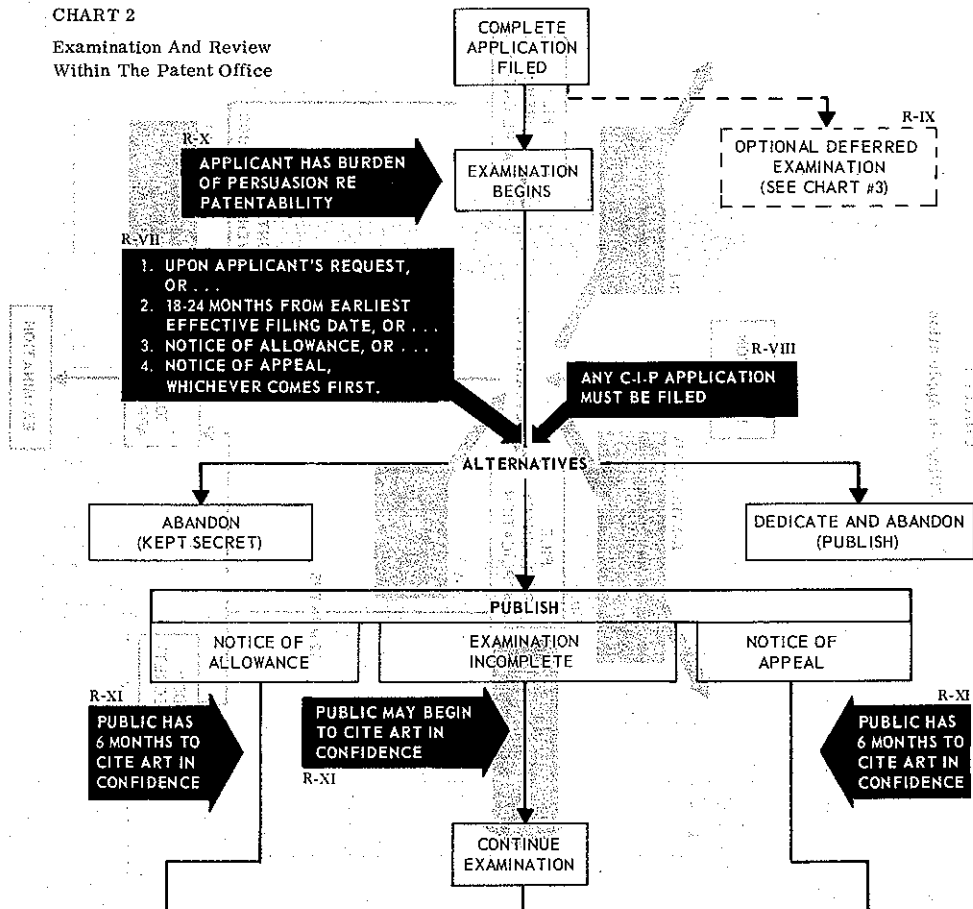 CHART 2
Examination And Review
Within The Patent Office
COMPLETE
APPLICATION
FILED
R-IX
OPTIONAL DEFERRED
EXAMINATION
(SEE CHART #3)
R-X
APPLICANT HAS BURDEN
OF PERSUASION RE
PATENTABILITY
EXAMINATION
BEGINS
R-VII
1. UPON APPLICANT'S REQUEST,
OR . . .
2. 18-24 MONTHS FROM EARLIEST
EFFECTIVE FILING DATE, OR . . .
3. NOTICE OF ALLOWANCE, OR . . .
4. NOTICE OF APPEAL,
WHICHEVER COMES FIRST.
R-VIII
ANY C-I-P APPLICATION
MUST BE FILED
ALTERNATIVES
ABANDON
(KEPT SECRET)
DEDICATE AND ABANDON
(PUBLISH)
PUBLISH
NOTICE OF
ALLOWANCE
EXAMINATION
INCOMPLETE
NOTICE OF
APPEAL
R-XI
PUBLIC HAS
6 MONTHS TO
CITE ART IN
CONFIDENCE
PUBLIC MAY BEGIN
TO CITE ART IN
CONFIDENCE
R-XI
R-XI
PUBLIC HAS
6 MONTHS TO
CITE ART IN
CONFIDENCE
CONTINUE
EXAMINATION